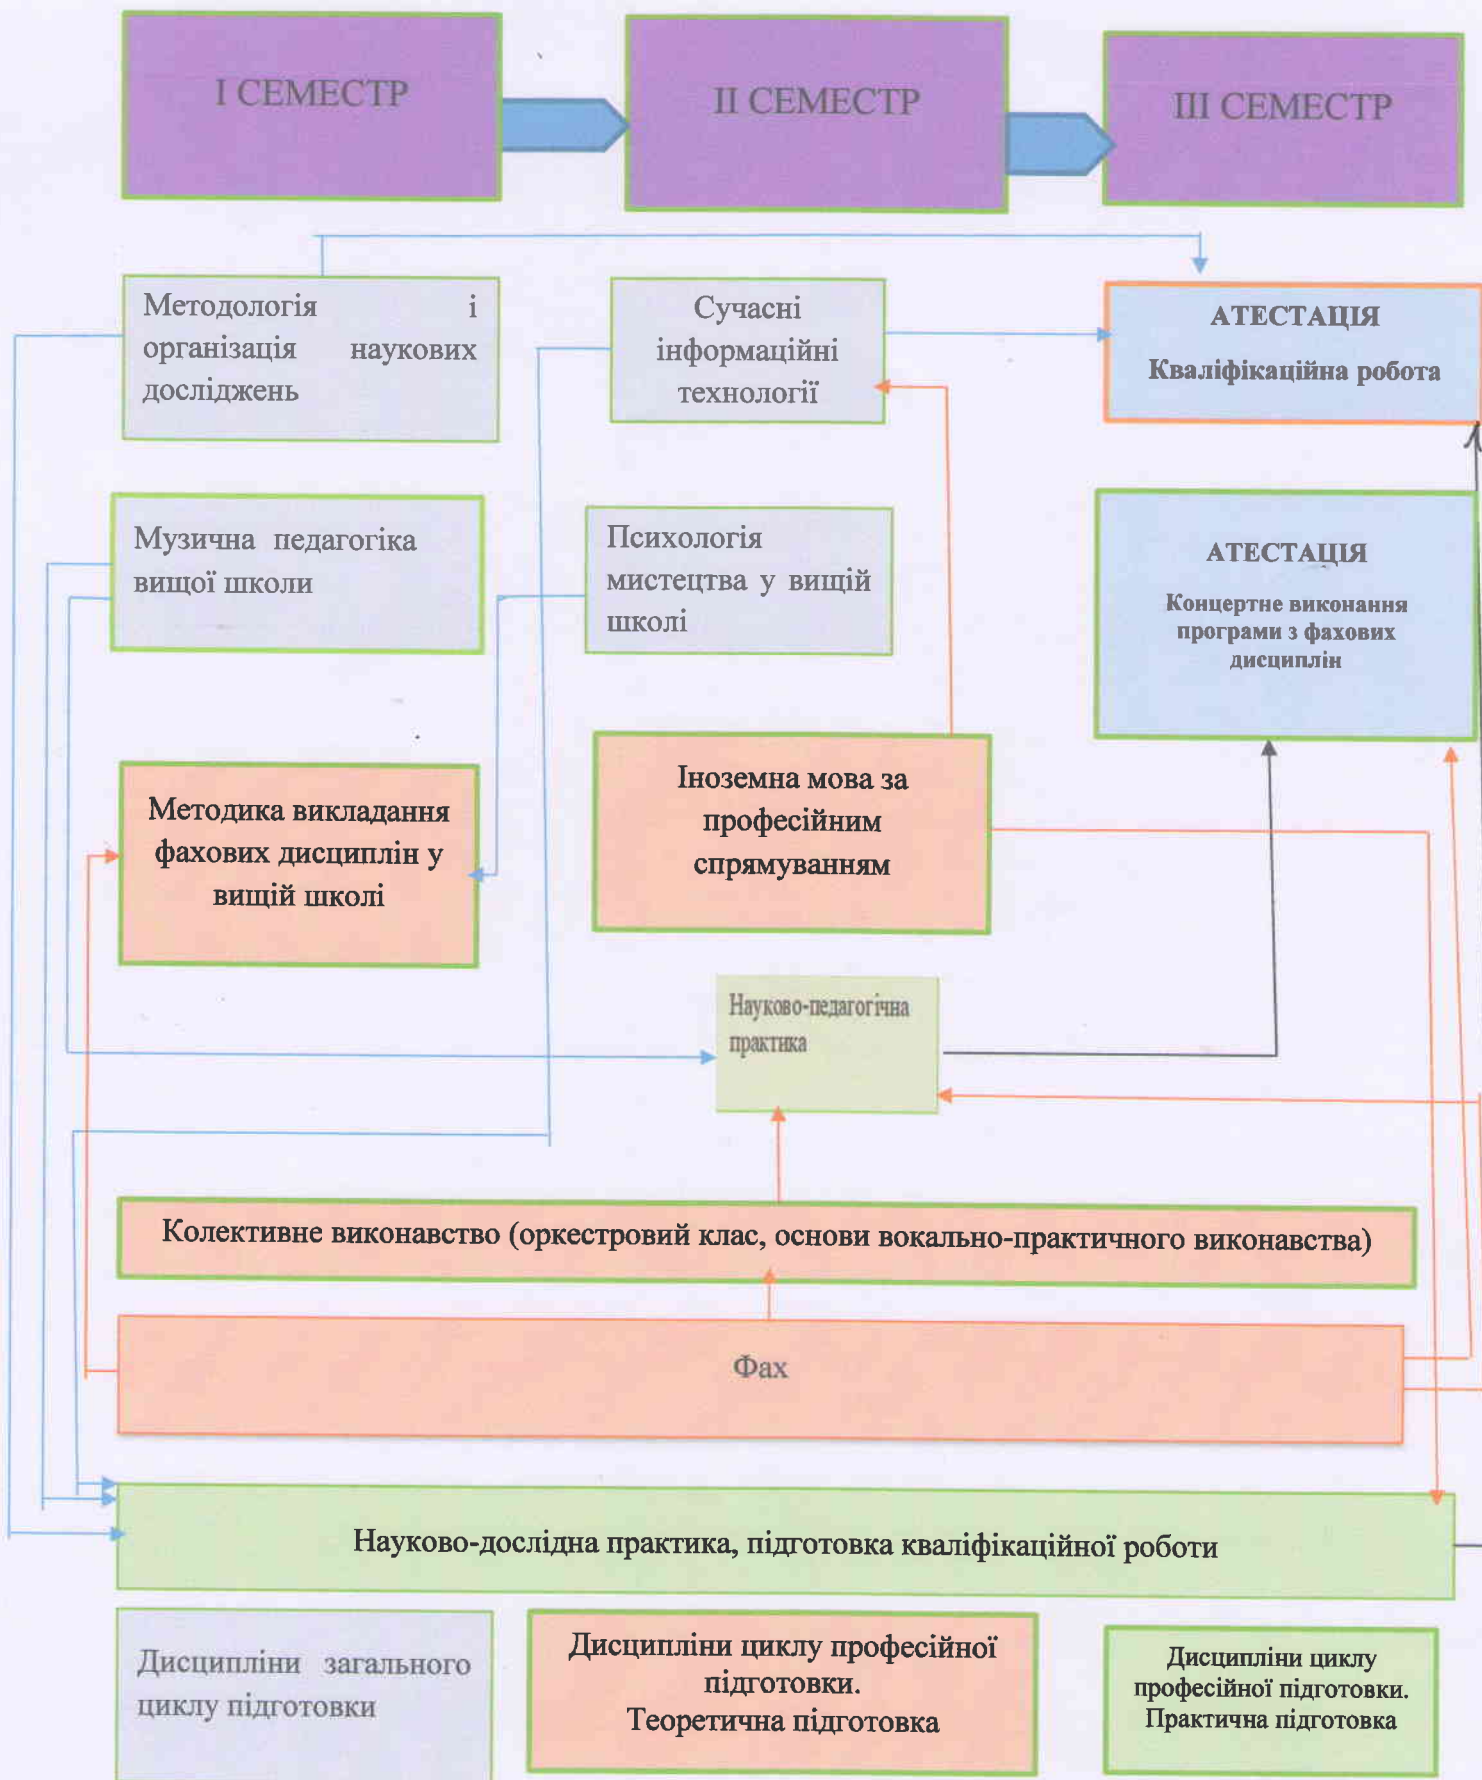 І СЕМЕСТР
ІІ СЕМЕСТР
ІІІ СЕМЕСТР
Методологія і
організація наукових
досліджень
Сучасні
інформаційні
технології
АТЕСТАЦІЯ
Кваліфікаційна робота
Музична педагогіка
вищої школи
Психологія
мистецтва у вищій
школі
АТЕСТАЦІЯ
Концертне виконання
програми з фахових
дисциплін
Методика викладання
фахових дисциплін у
вищій школі
Іноземна мова за
професійним
спрямуванням
Науково-педагогічна
практика
Колективне виконавство (оркестровий клас, основи вокально-практичного виконавства)
Фах
Науково-дослідна практика, підготовка кваліфікаційної роботи
Дисципліни загального
циклу підготовки
Дисципліни циклу професійної
підготовки.
Теоретична підготовка
Дисципліни циклу
професійної підготовки.
Практична підготовка